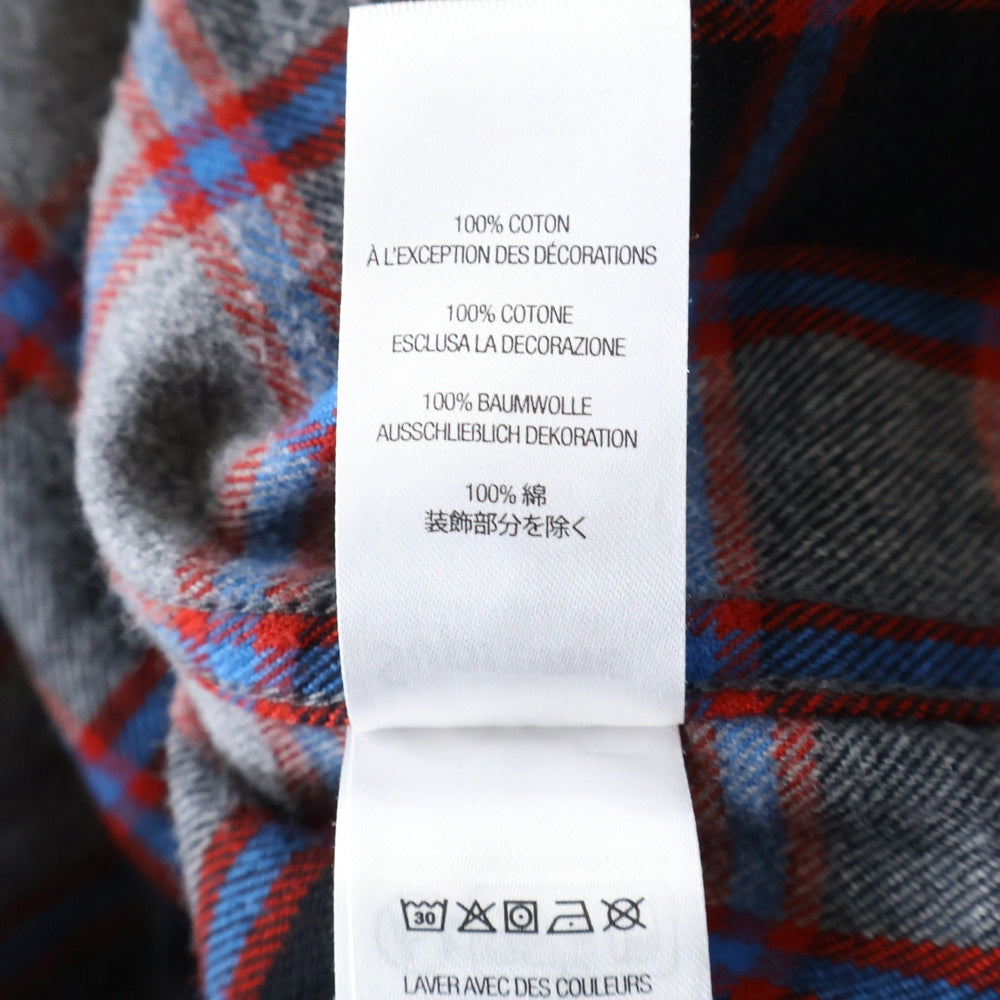 100% COTON
À L'EXCEPTION DES DÉCORATIONS
100% COTONE
ESCLUSA LA DECORAZIONE
100% BAUMWOLLE
AUSSCHLIEßLICH DEKORATION
100% 綿
装飾部分を除く
30
LAVER AVEC DES COULEURS